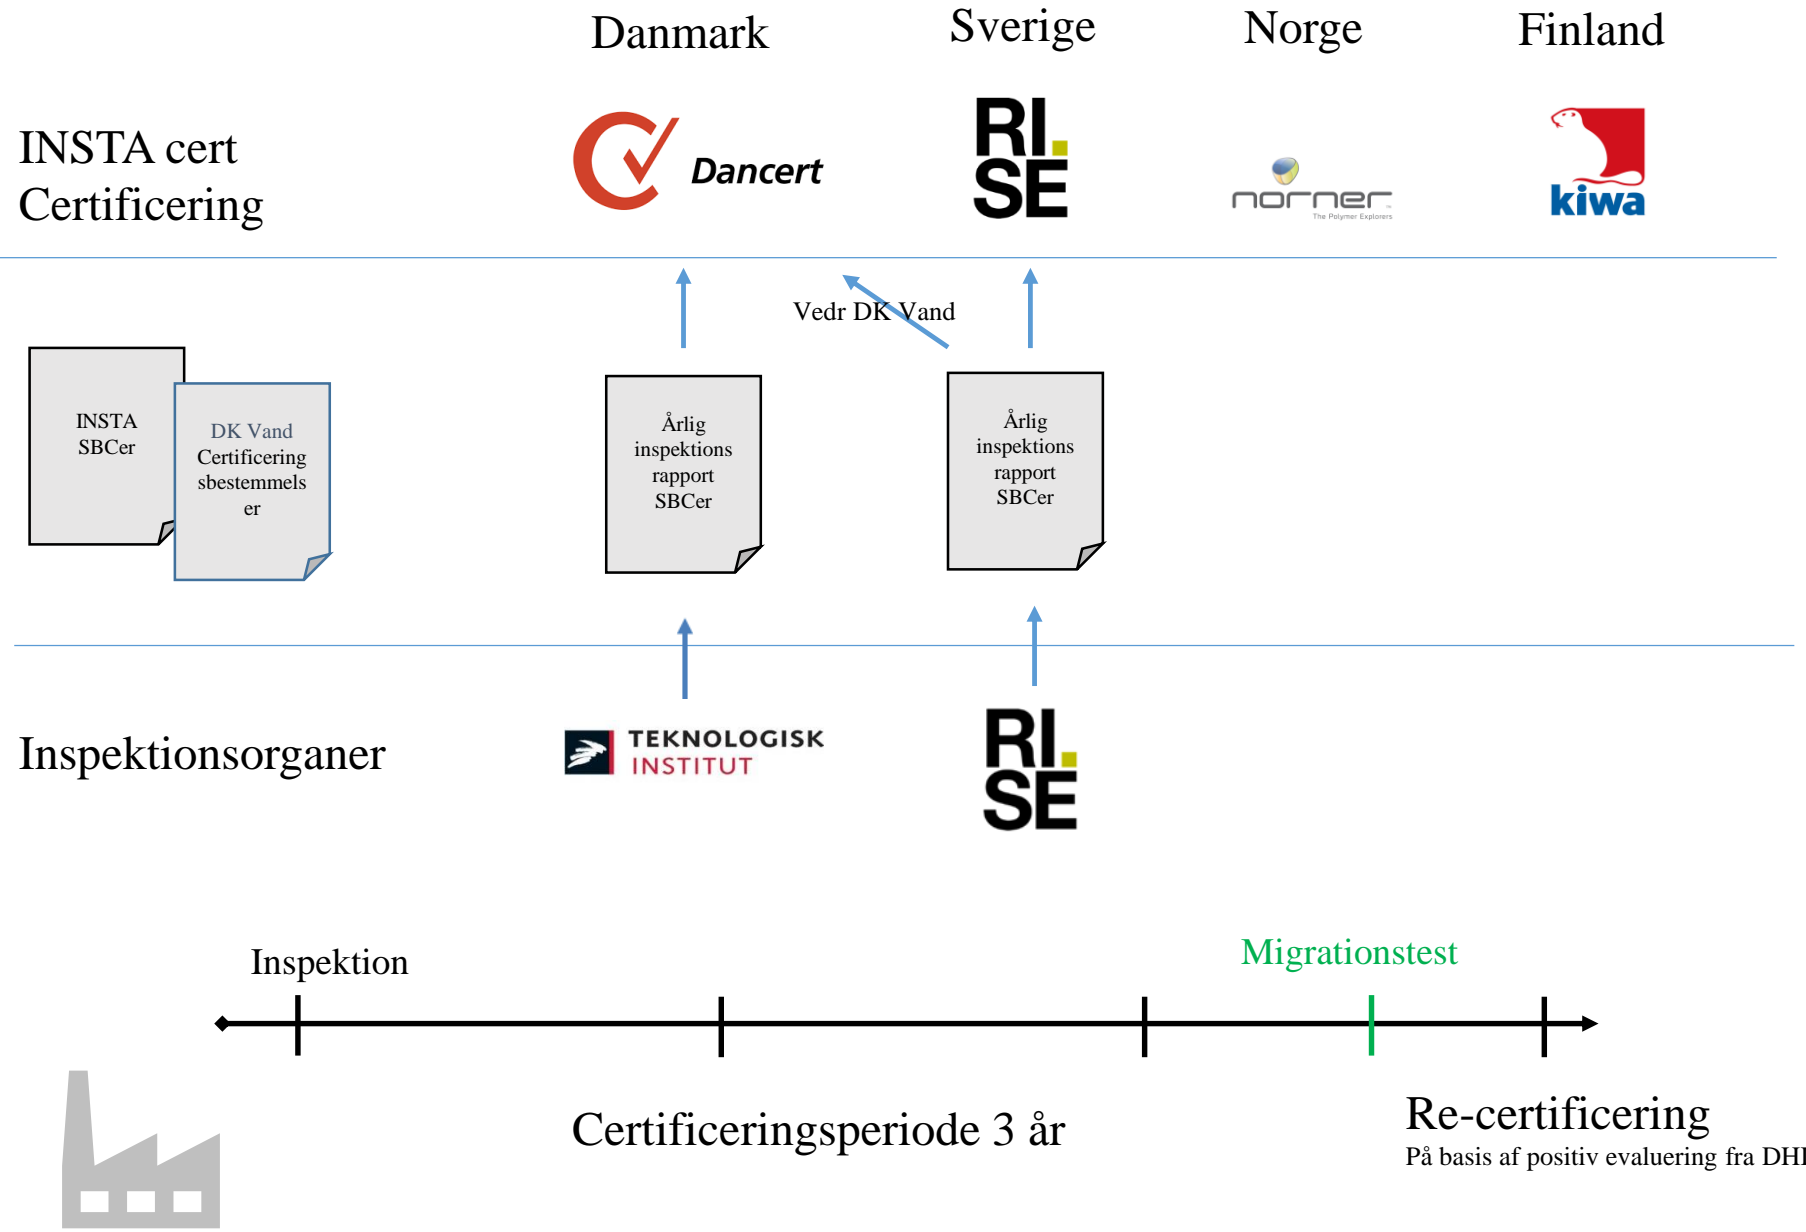 Danmark
Sverige
Norge
Finland
INSTA cert
Certificering
Dancert
RI.
SE
norner
The Polymer Explorers
kiwa
Vedr DK Vand
INSTA
SBCer
DK Vand
Certificering
sbestemmels
er
Årlig
inspektions
rapport
SBCer
Årlig
inspektions
rapport
SBCer
Inspektionsorganer
TEKNOLOGISK
INSTITUT
RI.
SE
Inspektion
Migrationstest
Certificeringsperiode 3 år
Re-certificering
På basis af positiv evaluering fra DHI